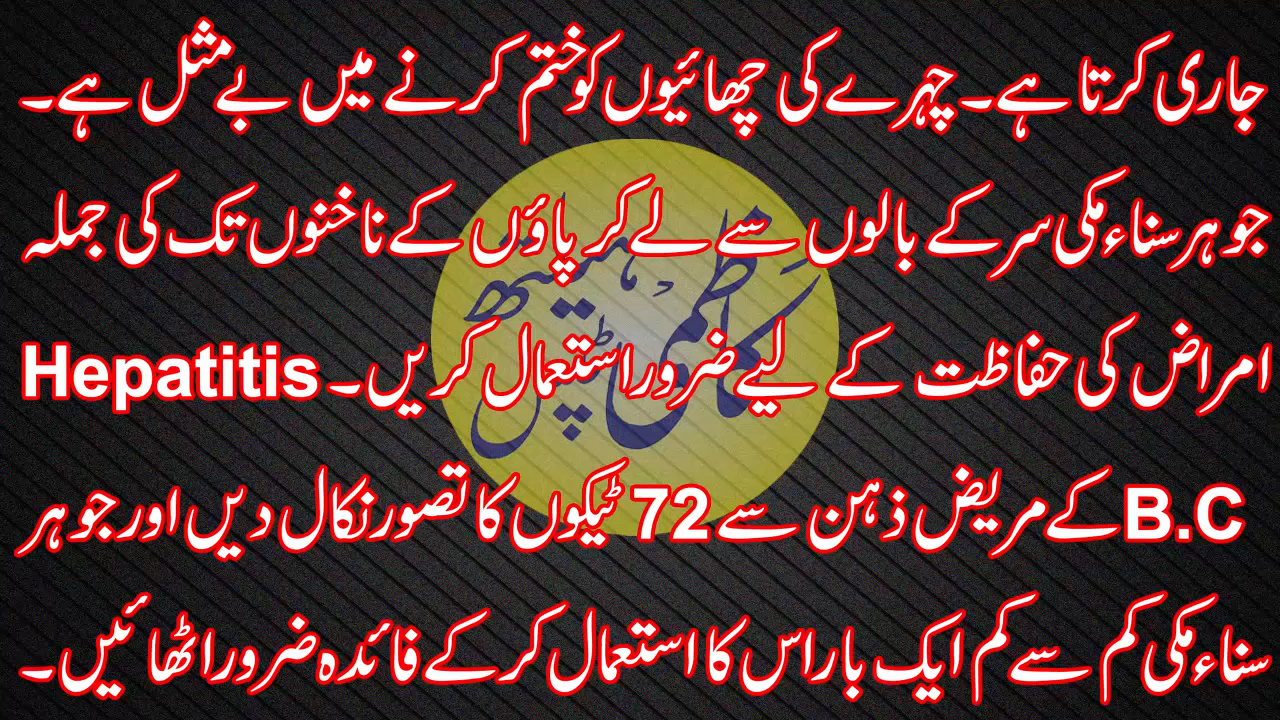 جاری کرتا ہے۔ چہرے کی چھائیوں کو ختم کرنے میں بے مثل ہے۔
جوہر سناء مکی سر کے بالوں سے لے کر پاؤں کے ناخنوں تک کی جملہ
امراض کی حفاظت کے لیے ضرور استعمال کریں۔ Hepatitis
B.C کے مریض ذہن سے 72 ٹیکوں کا تصور نکال دیں اور جوہر
سناء مکی کم سے کم ایک بار اس کا استعمال کر کے فائدہ ضرور اٹھائیں۔
کاظمی ہیلتھ ٹپس